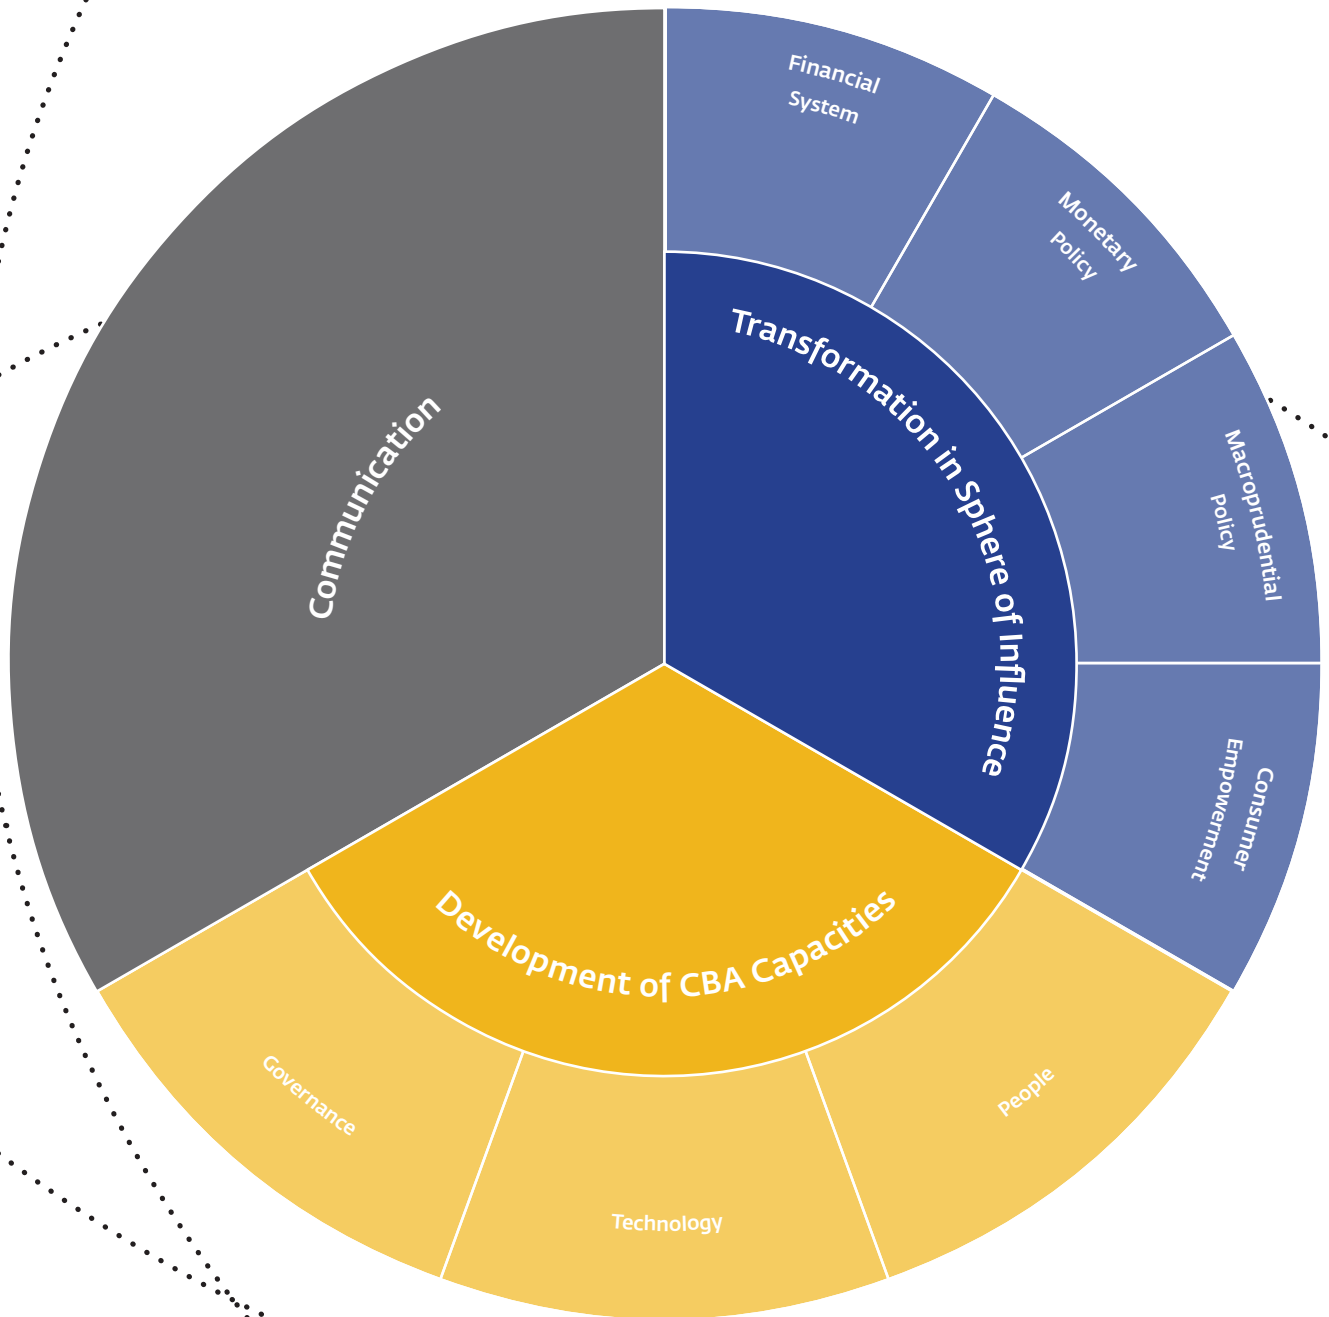 Financial
System
Monetary
Policy
Macroprudential
Policy
Consumer
Empowerment
Transformation in Sphere of Influence
Communication
Development of CBA Capacities
Governance
Technology
People